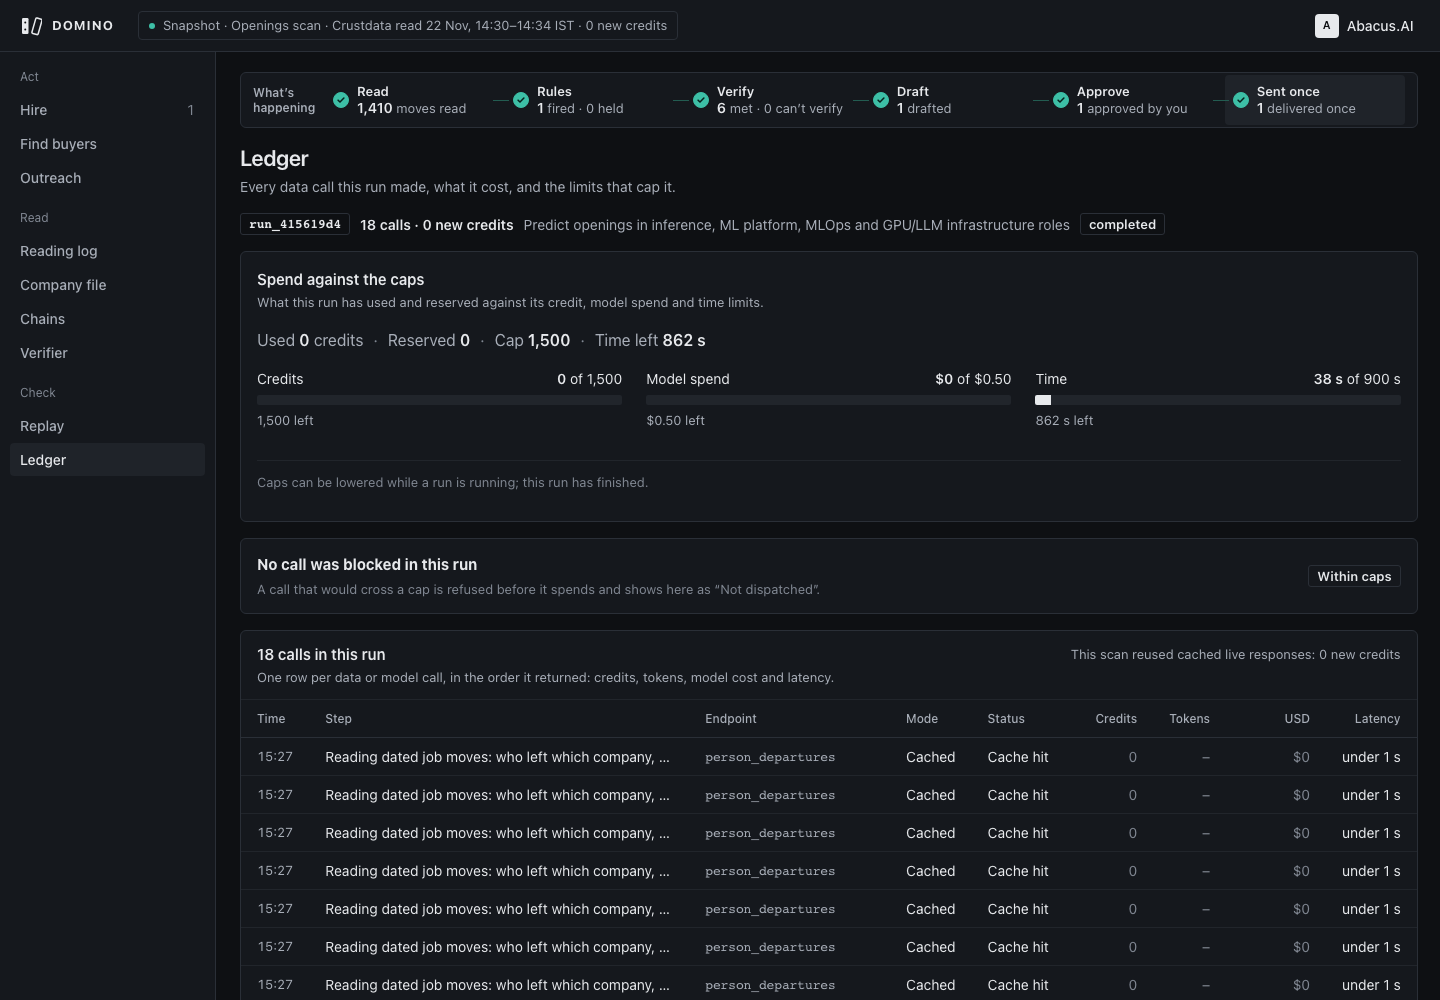 DOMINO
Snapshot · Openings scan · Crustdata read 22 Nov, 14:30–14:34 IST · 0 new credits
A
Abacus.AI
Act
Hire 1
Find buyers
Outreach
Read
Reading log
Company file
Chains
Verifier
Check
Replay
Ledger
What’s
happening
Read
1,410 moves read
Rules
1 fired · 0 held
Verify
6 met · 0 can’t verify
Draft
1 drafted
Approve
1 approved by you
Sent once
1 delivered once
Ledger
Every data call this run made, what it cost, and the limits that cap it.
run_415619d4 18 calls · 0 new credits Predict openings in inference, ML platform, MLOps and GPU/LLM infrastructure roles completed
Spend against the caps
What this run has used and reserved against its credit, model spend and time limits.
Used 0 credits · Reserved 0 · Cap 1,500 · Time left 862 s
Credits 0 of 1,500
1,500 left
Model spend $0 of $0.50
$0.50 left
Time 38 s of 900 s
862 s left
Caps can be lowered while a run is running; this run has finished.
No call was blocked in this run
A call that would cross a cap is refused before it spends and shows here as “Not dispatched”.
Within caps
18 calls in this run
This scan reused cached live responses: 0 new credits
One row per data or model call, in the order it returned: credits, tokens, model cost and latency.
Time Step Endpoint Mode Status Credits Tokens USD Latency
15:27 Reading dated job moves: who left which company, ... person_departures Cached Cache hit 0 – $0 under 1 s
15:27 Reading dated job moves: who left which company, ... person_departures Cached Cache hit 0 – $0 under 1 s
15:27 Reading dated job moves: who left which company, ... person_departures Cached Cache hit 0 – $0 under 1 s
15:27 Reading dated job moves: who left which company, ... person_departures Cached Cache hit 0 – $0 under 1 s
15:27 Reading dated job moves: who left which company, ... person_departures Cached Cache hit 0 – $0 under 1 s
15:27 Reading dated job moves: who left which company, ... person_departures Cached Cache hit 0 – $0 under 1 s
15:27 Reading dated job moves: who left which company, ... person_departures Cached Cache hit 0 – $0 under 1 s